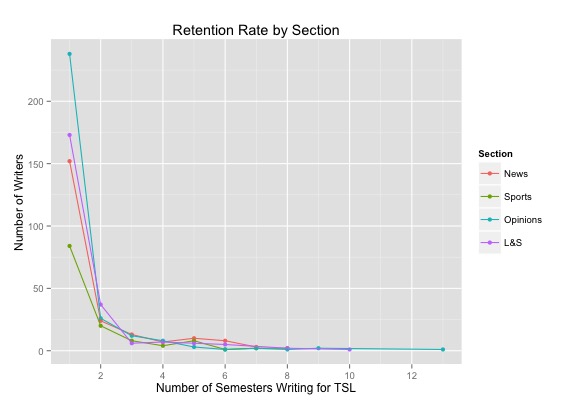 Retention Rate by Section
Number of Writers
200
150
100
50
0
2
4
6
8
10
12
Number of Semesters Writing for TSL
Section
News
Sports
Opinions
L&S